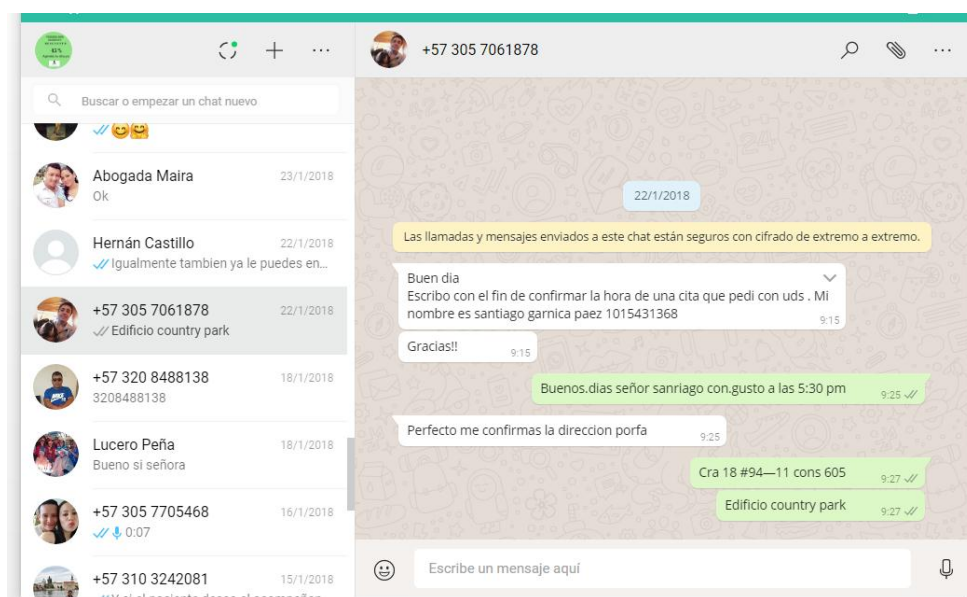 +57 305 7061878
Buscar o empezar un chat nuevo
Abogada Maira 23/1/2018
Ok
Hernán Castillo 22/1/2018
Igualmente tambien ya le puedes en...
+57 305 7061878 22/1/2018
Edificio country park
+57 320 8488138 18/1/2018
3208488138
Lucero Peña 18/1/2018
Bueno si señora
+57 305 7705468 16/1/2018
0:07
+57 310 3242081 15/1/2018
22/1/2018
Las llamadas y mensajes enviados a este chat están seguros con cifrado de extremo a extremo.
Buen dia
Escribo con el fin de confirmar la hora de una cita que pedi con uds . Mi
nombre es santiago garnica paez 1015431368 9:15
Gracias!! 9:15
Buenos.dias señor sanriago con.gusto a las 5:30 pm 9:25
Perfecto me confirmas la direccion porfa 9:25
Cra 18 #94—11 cons 605 9:27
Edificio country park 9:27
Escribe un mensaje aquí